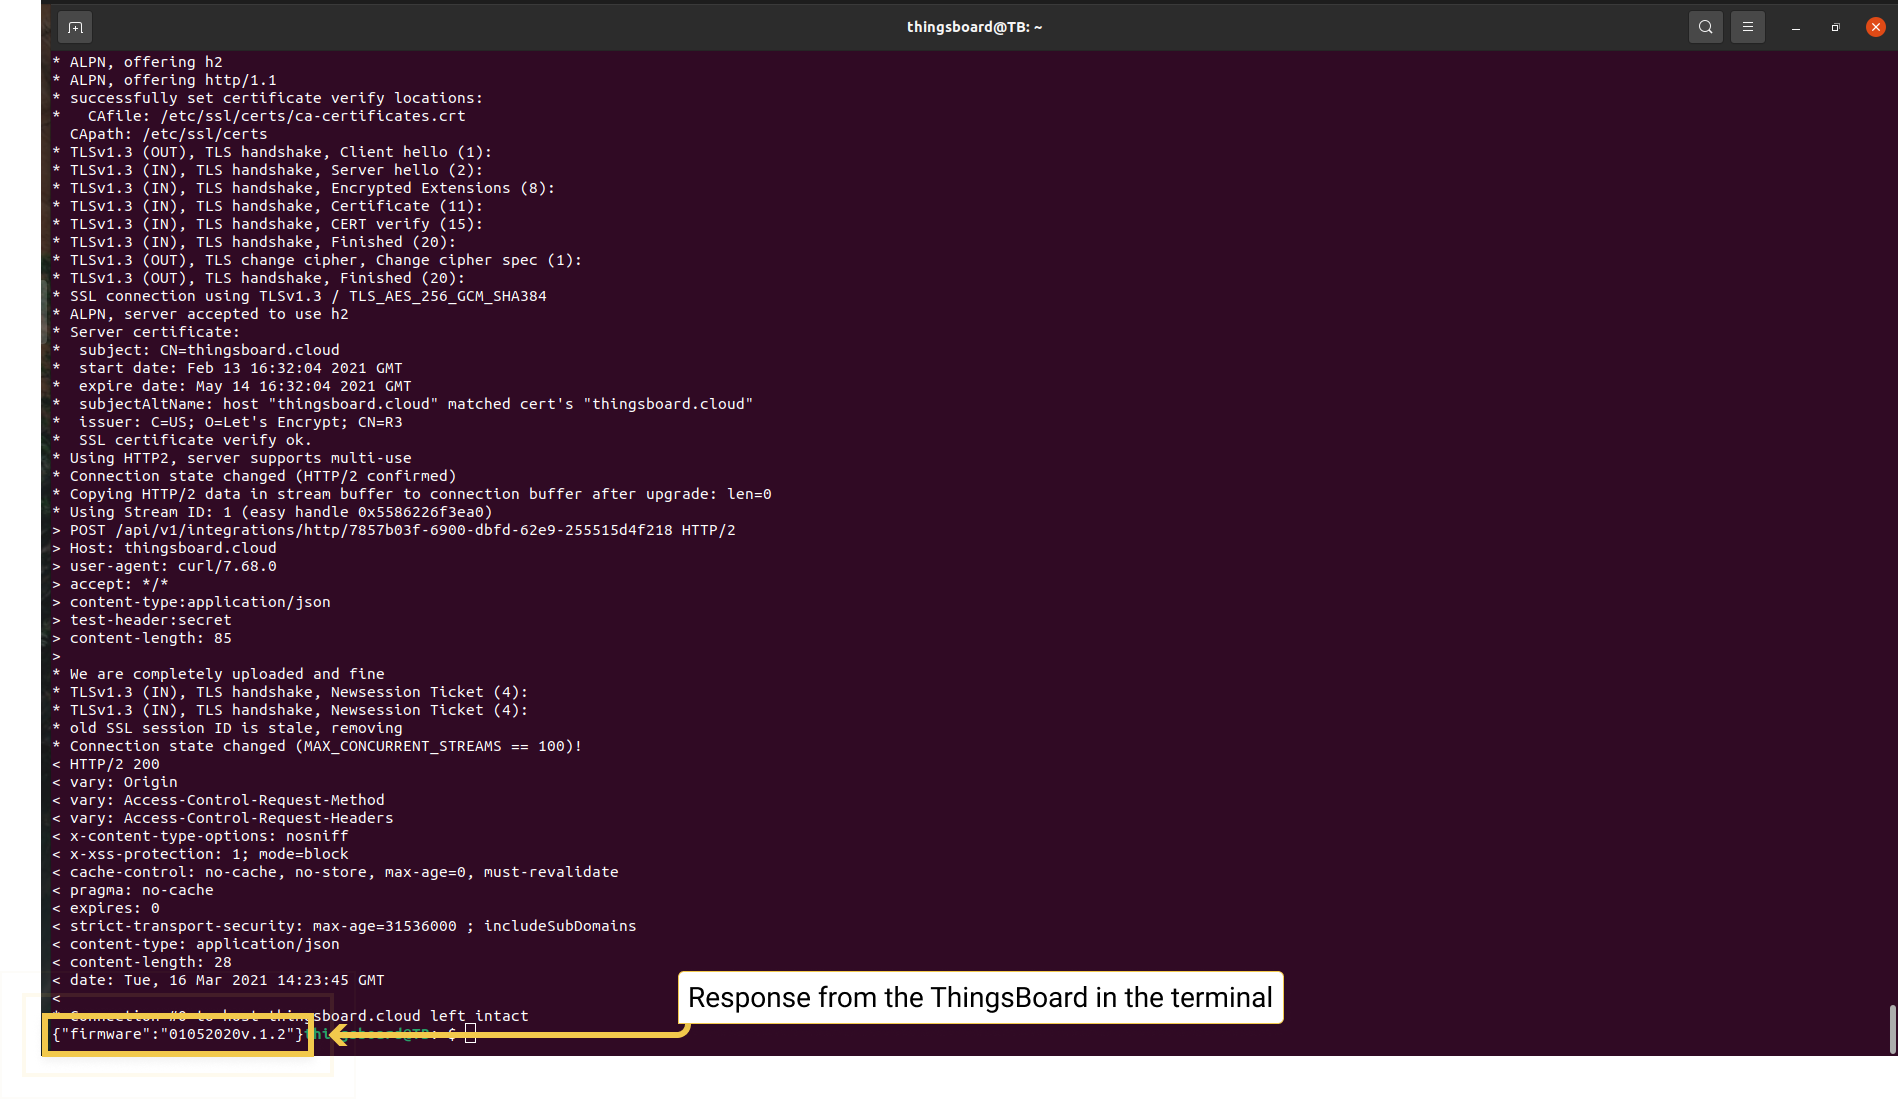 thingsboard@TB: ~
* ALPN, offering h2
* ALPN, offering http/1.1
* successfully set certificate verify locations:
*   CAfile: /etc/ssl/certs/ca-certificates.crt
  CApath: /etc/ssl/certs
* TLSv1.3 (OUT), TLS handshake, Client hello (1):
* TLSv1.3 (IN), TLS handshake, Server hello (2):
* TLSv1.3 (IN), TLS handshake, Encrypted Extensions (8):
* TLSv1.3 (IN), TLS handshake, Certificate (11):
* TLSv1.3 (IN), TLS handshake, CERT verify (15):
* TLSv1.3 (IN), TLS handshake, Finished (20):
* TLSv1.3 (OUT), TLS change cipher, Change cipher spec (1):
* TLSv1.3 (OUT), TLS handshake, Finished (20):
* SSL connection using TLSv1.3 / TLS_AES_256_GCM_SHA384
* ALPN, server accepted to use h2
* Server certificate:
*  subject: CN=thingsboard.cloud
*  start date: Feb 13 16:32:04 2021 GMT
*  expire date: May 14 16:32:04 2021 GMT
*  subjectAltName: host "thingsboard.cloud" matched cert's "thingsboard.cloud"
*  issuer: C=US; O=Let's Encrypt; CN=R3
*  SSL certificate verify ok.
* Using HTTP2, server supports multi-use
* Connection state changed (HTTP/2 confirmed)
* Copying HTTP/2 data in stream buffer to connection buffer after upgrade: len=0
* Using Stream ID: 1 (easy handle 0x5586226f3ea0)
> POST /api/v1/integrations/http/7857b03f-6900-dbfd-62e9-255515d4f218 HTTP/2
> Host: thingsboard.cloud
> user-agent: curl/7.68.0
> accept: */*
> content-type:application/json
> test-header:secret
> content-length: 85
>
* We are completely uploaded and fine
* TLSv1.3 (IN), TLS handshake, Newsession Ticket (4):
* TLSv1.3 (IN), TLS handshake, Newsession Ticket (4):
* old SSL session ID is stale, removing
* Connection state changed (MAX_CONCURRENT_STREAMS == 100)!
< HTTP/2 200
< vary: Origin
< vary: Access-Control-Request-Method
< vary: Access-Control-Request-Headers
< x-content-type-options: nosniff
< x-xss-protection: 1; mode=block
< cache-control: no-cache, no-store, max-age=0, must-revalidate
< pragma: no-cache
< expires: 0
< strict-transport-security: max-age=31536000 ; includeSubDomains
< content-type: application/json
< content-length: 28
< date: Tue, 16 Mar 2021 14:23:45 GMT
<
Response from the ThingsBoard in the terminal
* Connection #0 to host thingsboard.cloud left intact
{"firmware":"01052020v.1.2"}thingsboard@TB: $